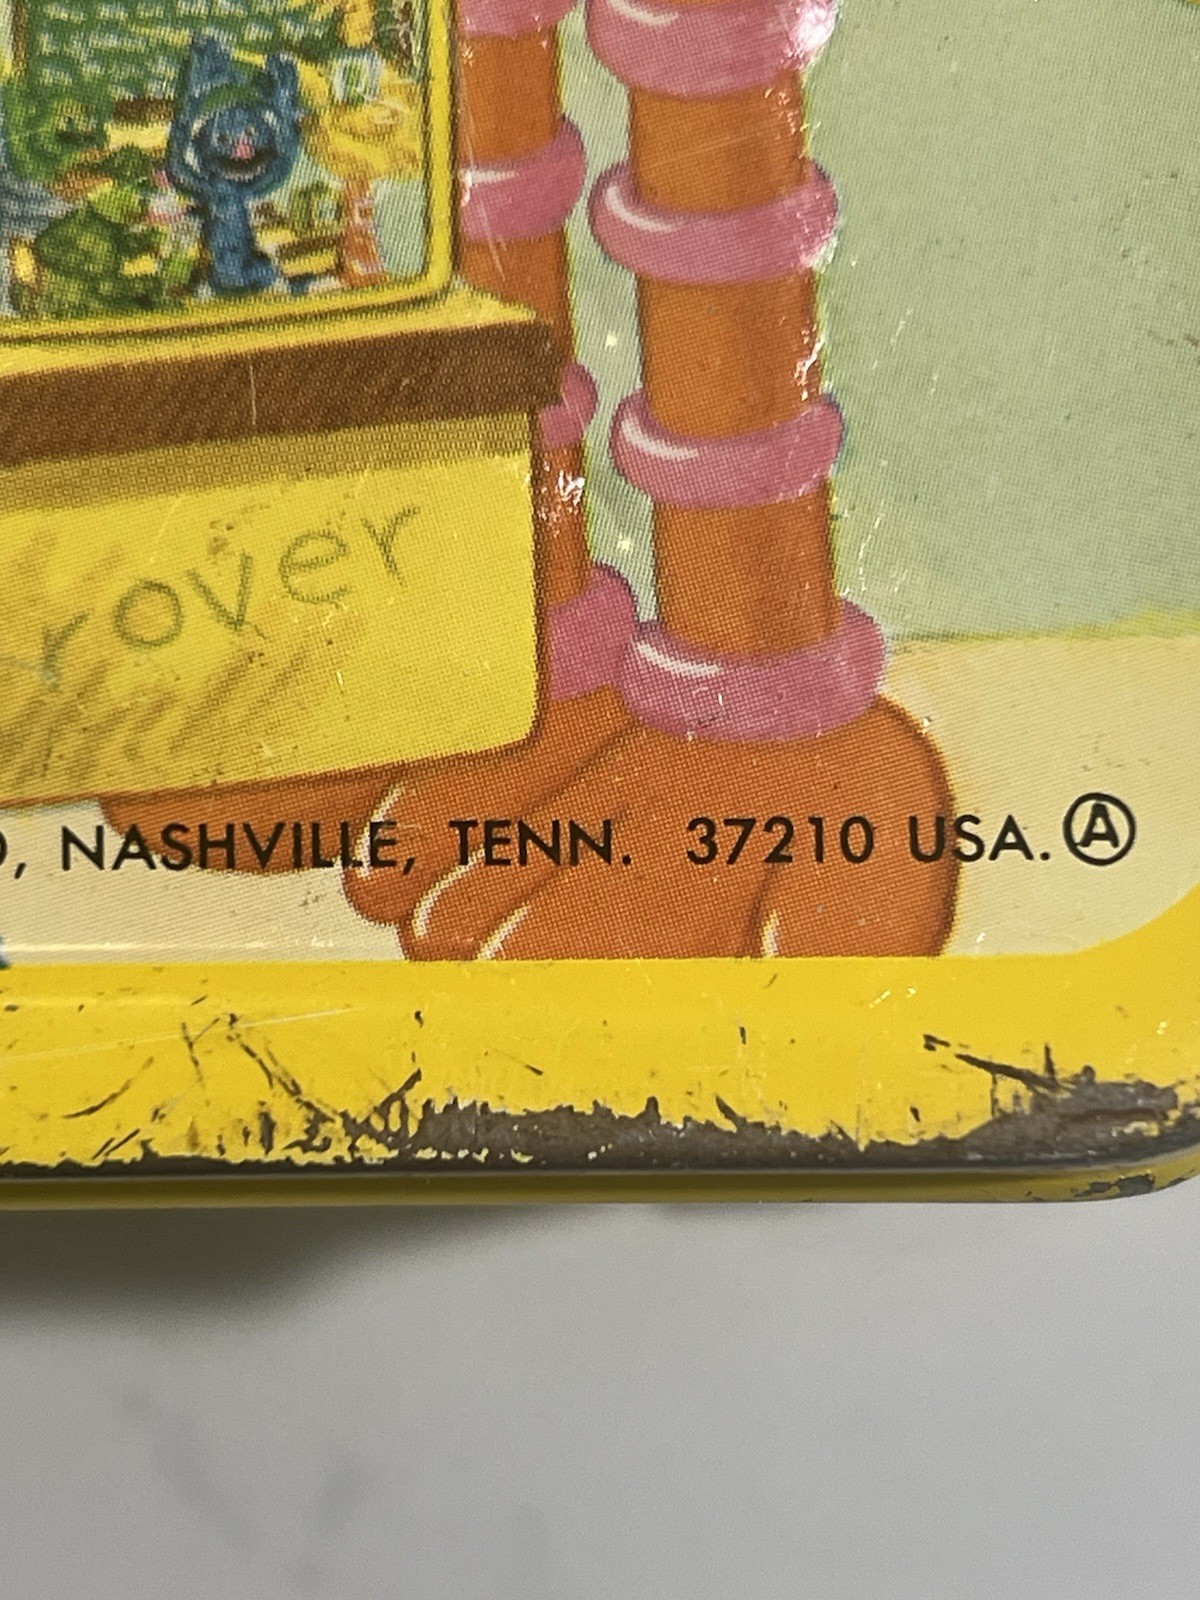 rover
, NASHVILLE, TENN. 37210 USA. Ⓐ